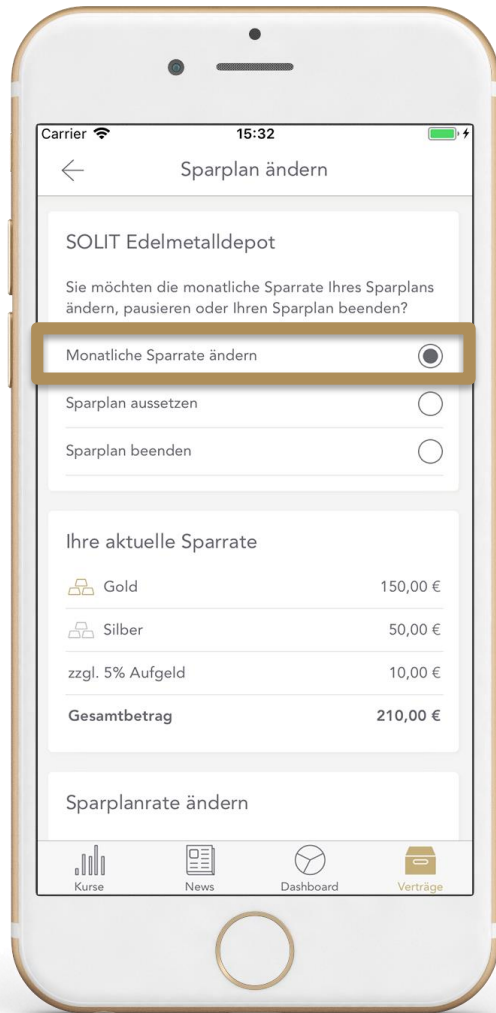 Carrier 15:32
Sparplan ändern
SOLIT Edelmetalldepot
Sie möchten die monatliche Sparrate Ihres Sparplans
ändern, pausieren oder Ihren Sparplan beenden?
Monatliche Sparrate ändern
Sparplan aussetzen
Sparplan beenden
Ihre aktuelle Sparrate
Gold 150,00 €
Silber 50,00 €
zzgl. 5% Aufgeld 10,00 €
Gesamtbetrag 210,00 €
Sparplanrate ändern
Kurse News Dashboard Verträge